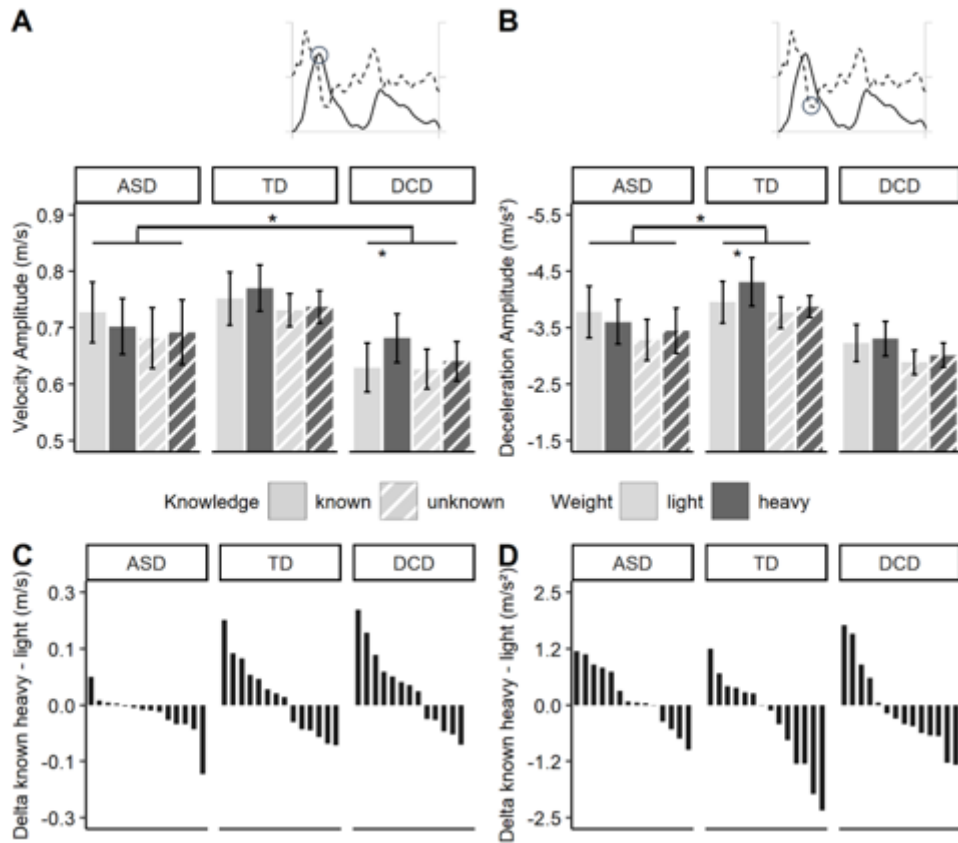 A
B
ASD TD DCD
ASD TD DCD
Velocity Amplitude (m/s)
0.9
0.8
0.7
0.6
0.5
*
*
Deceleration Amplitude (m/s²)
-5.5
-4.5
-3.5
-2.5
-1.5
*
*
Knowledge known unknown Weight light heavy
C
D
ASD TD DCD
ASD TD DCD
Delta known heavy - light (m/s)
0.3
0.1
0.0
-0.1
-0.3
Delta known heavy - light (m/s²)
2.5
1.2
0.0
-1.2
-2.5